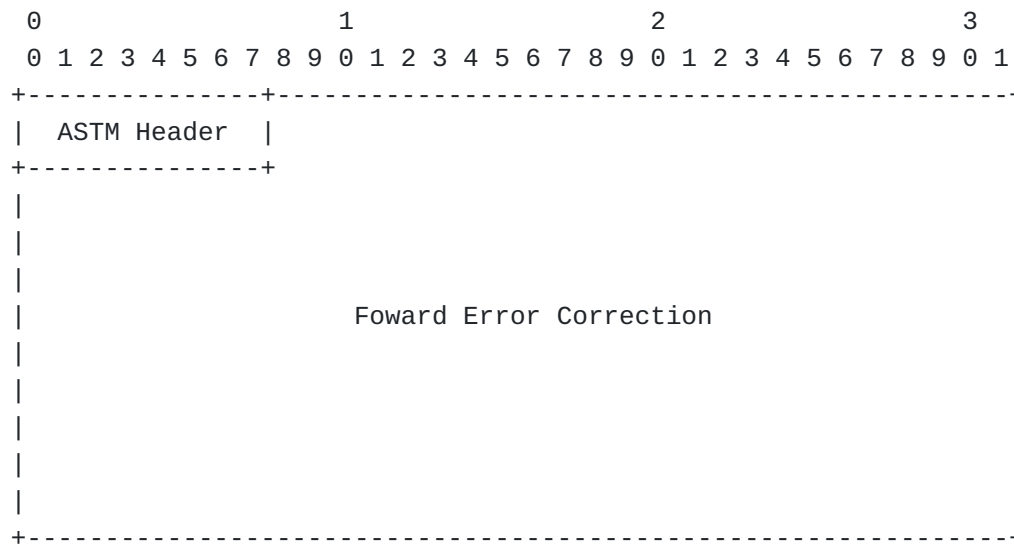 0                   1                   2                   3
0 1 2 3 4 5 6 7 8 9 0 1 2 3 4 5 6 7 8 9 0 1 2 3 4 5 6 7 8 9 0 1
+---------------+-----------------------------------------------+
|  ASTM Header  |
+---------------+
|
|
|
|                     Foward Error Correction
|
|
|
|
|
+---------------------------------------------------------------+